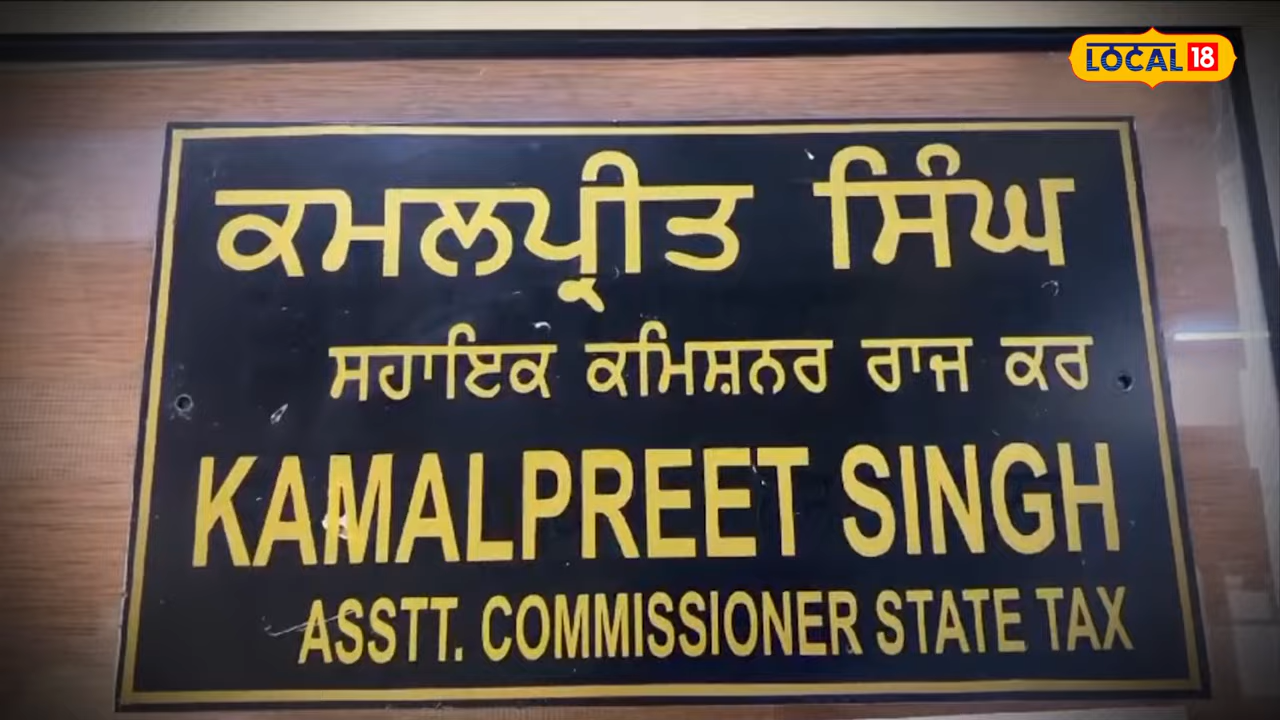 LOCAL 18
ਕਮਲਪ੍ਰੀਤ ਸਿੰਘ
ਸਹਾਇਕ ਕਮਿਸ਼ਨਰ ਰਾਜ ਕਰ
KAMALPREET SINGH
ASSTT. COMMISSIONER STATE TAX